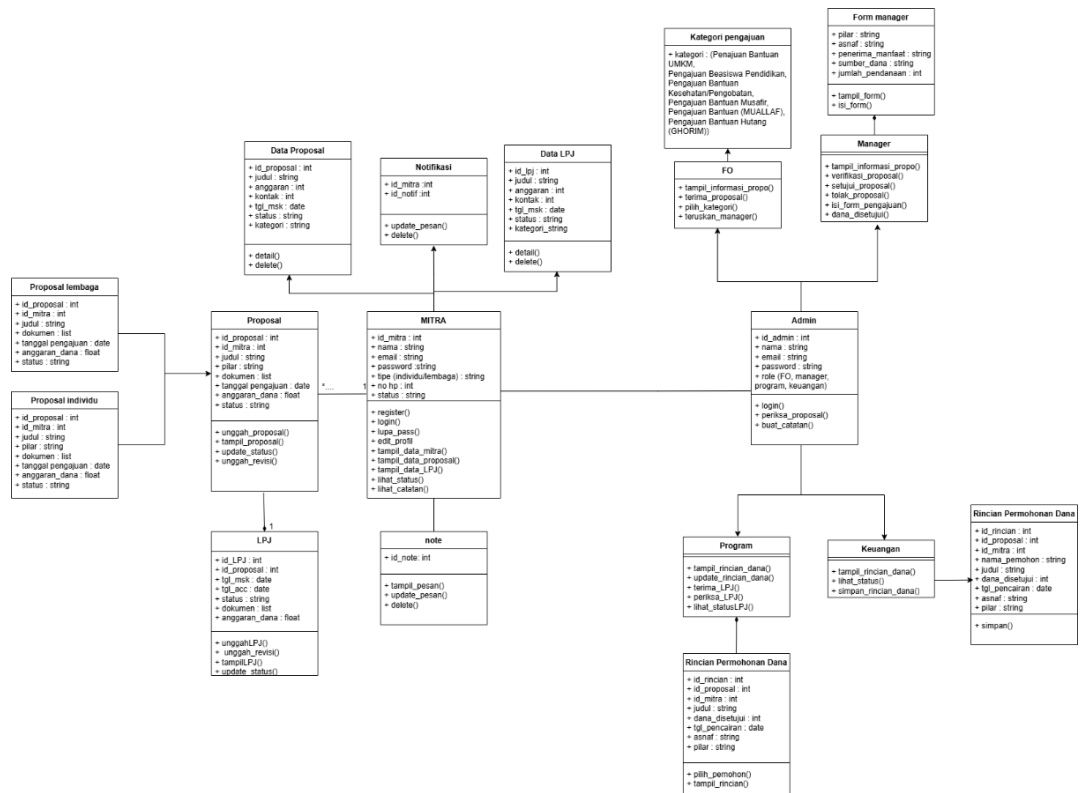 Form manager
+ pilar : string
+ asnaf : string
+ penerima_manfaat : string
+ sumber_dana : string
+ jumlah_pendanaan : int
+tampil_form()
+isi_form()
Kategori pengajuan
+ kategori : (Penajuan Bantuan
UMKM,
Pengajuan Beasiswa Pendidikan,
Pengajuan Bantuan
Kesehatan/Pengobatan,
Pengajuan Bantuan Musafir,
Pengajuan Bantuan (MUALLAF),
Pengajuan Bantuan Hutang
(GHORIM))
Manager
+tampil_informasi_propo()
+verifikasi_proposal()
+ setujui_proposal()
+ tolak_proposal()
+ isi_form_pengajuan()
+ dana_disetujui()
FO
+ tampil_informasi_propo()
+ terima_proposal()
+ pilih_kategori()
+ teruskan_manager()
Data Proposal
+ id_proposal : int
+ judul : string
+ anggaran : int
+ kontak : int
+ tgl_msk : date
+ status : string
+ kategori : string
+ detail()
+ delete()
Notifikasi
+ id_mitra :int
+ id_notif :int
+ update_pesan()
+ delete()
Data LPJ
+ id_lpj : int
+ judul : string
+ anggaran : int
+ kontak : int
+ tgl_msk : date
+ status : string
+ kategori_string
+ detail()
+ delete()
Proposal lembaga
+ id_proposal : int
+ id_mitra : int
+ judul : string
+ dokumen : list
+ tanggal pengajuan : date
+ anggaran_dana : float
+ status : string
Proposal individu
+ id_proposal : int
+ id_mitra : int
+ judul : string
+ pilar : string
+ dokumen : list
+ tanggal pengajuan : date
+ anggaran_dana : float
+ status : string
Proposal
+ id_proposal : int
+ id_mitra : int
+ judul : string
+ pilar : string
+ dokumen : list
+ tanggal pengajuan : date
+ anggaran_dana : float
+ status : string
+unggah_proposal()
+tampil_proposal()
+ update_status()
+unggah_revisi()
*....
1
MITRA
+ id_mitra : int
+ nama : string
+ email : string
+ password :string
+ tipe (individu/lembaga) : string
+ no hp : int
+ status : string
+ register()
+ login()
+ lupa_pass()
+ edit_profil
+ tampil_data_mitra()
+ tampil_data_proposal()
+ tampil_data_LPJ()
+ lihat_status()
+ lihat_catatan()
Admin
+ id_admin : int
+ nama : string
+ email : string
+ password : string
+ role (FO, manager,
program, keuangan)
+ login()
+ periksa_proposal()
+ buat_catatan()
1
LPJ
+ id_LPJ : int
+ id_proposal : int
+ tgl_msk : date
+ tgl_acc : date
+ status : string
+ dokumen : list
+ anggaran_dana : float
+ unggahLPJ()
+ unggah_revisi()
+ tampilLPJ()
+ update_status()
note
+ id_note: int
+ tampil_pesan()
+ update_pesan()
+ delete()
Program
+ tampil_rincian_dana()
+ update_rincian_dana()
+ terima_LPJ()
+ periksa_LPJ()
+ lihat_statusLPJ()
Keuangan
+ tampil_rincian_dana()
+ lihat_status()
+ simpan_rincian_dana()
Rincian Permohonan Dana
+ id_rincian : int
+ id_proposal : int
+ id_mitra : int
+ nama_pemohon : string
+ judul : string
+ dana_disetujui : int
+ tgl_pencairan : date
+ asnaf : string
+ pilar : string
+ simpan()
Rincian Permohonan Dana
+ id_rincian : int
+ id_proposal : int
+ id_mitra : int
+ judul : string
+ dana_disetujui : int
+ tgl_pencairan : date
+ asnaf : string
+ pilar : string
+ pilih_pemohon()
+ tampil_rincian()